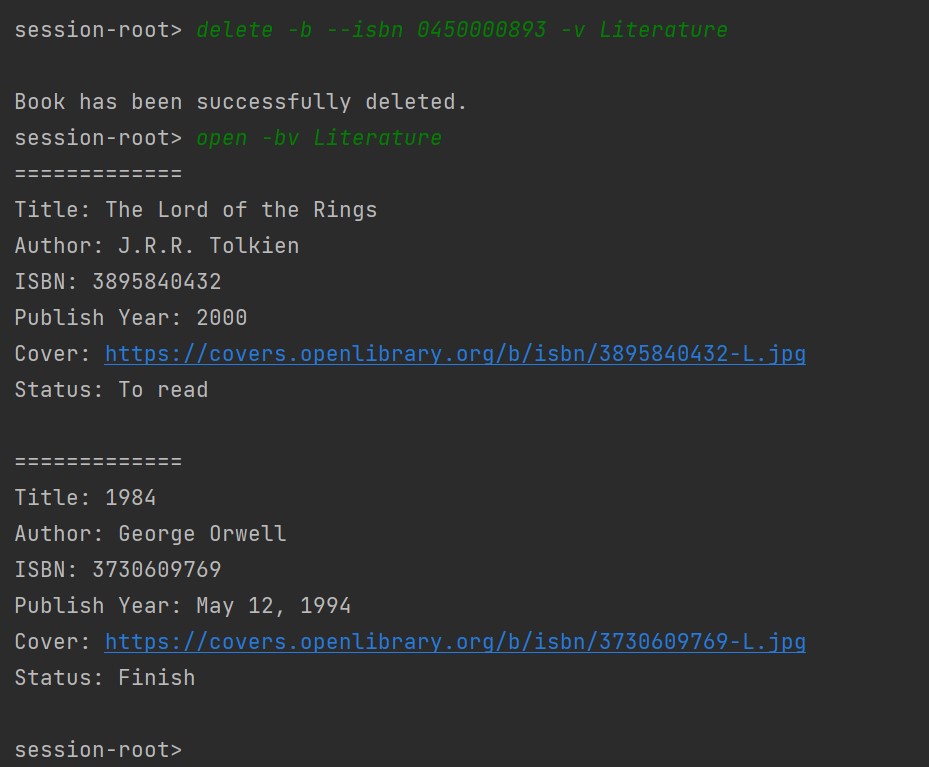 session-root> delete -b --isbn 0450000893 -v Literature
Book has been successfully deleted.
session-root> open -bv Literature
=============
Title: The Lord of the Rings
Author: J.R.R. Tolkien
ISBN: 3895840432
Publish Year: 2000
Cover: https://covers.openlibrary.org/b/isbn/3895840432-L.jpg
Status: To read
=============
Title: 1984
Author: George Orwell
ISBN: 3730609769
Publish Year: May 12, 1994
Cover: https://covers.openlibrary.org/b/isbn/3730609769-L.jpg
Status: Finish
session-root>